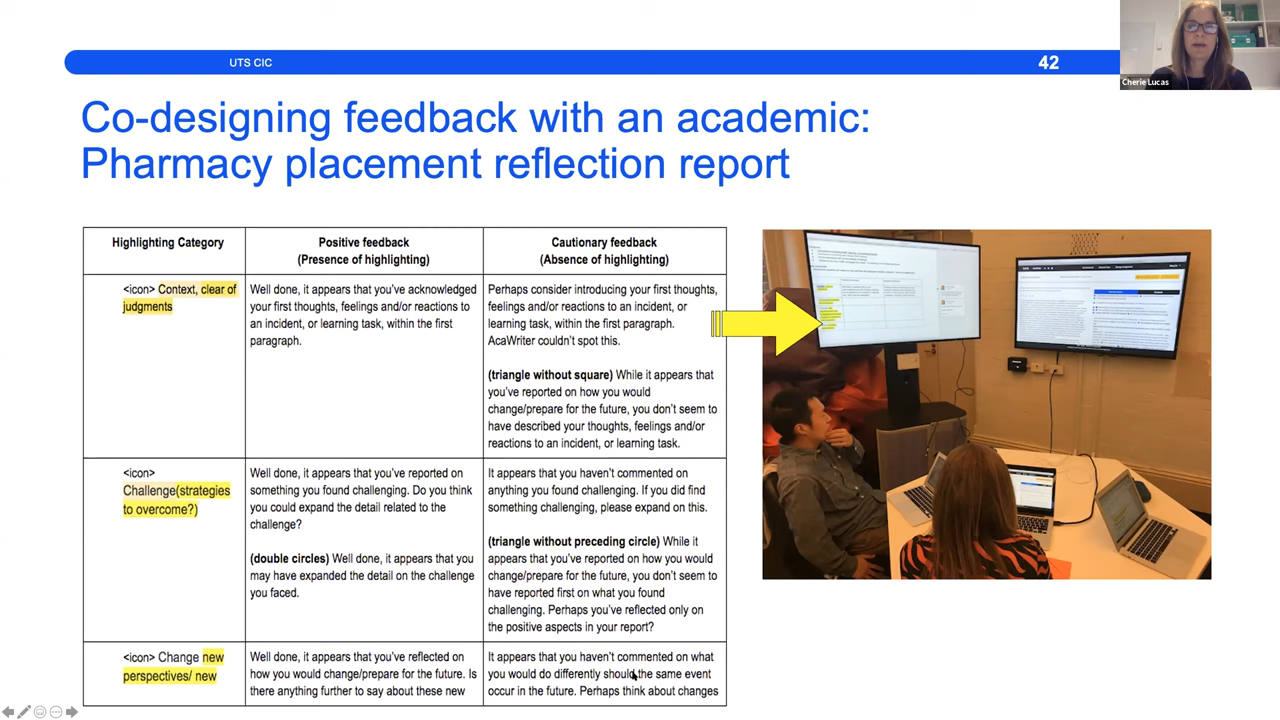 UTS CIC
42
Cherie Lucas
Co-designing feedback with an academic:
Pharmacy placement reflection report
Highlighting Category
Positive feedback
(Presence of highlighting)
Cautionary feedback
(Absence of highlighting)
<icon> Context, clear of
judgments
Well done, it appears that you've acknowledged
your first thoughts, feelings and/or reactions to
an incident, or learning task, within the first
paragraph.
Perhaps consider introducing your first thoughts,
feelings and/or reactions to an incident, or
learning task, within the first paragraph.
AcaWriter couldn't spot this.
(triangle without square) While it appears that
you've reported on how you would
change/prepare for the future, you don't seem to
have described your thoughts, feelings and/or
reactions to an incident, or learning task.
<icon>
Challenge(strategies
to overcome?)
Well done, it appears that you've reported on
something you found challenging. Do you think
you could expand the detail related to the
challenge?
(double circles) Well done, it appears that you
may have expanded the detail on the challenge
you faced.
It appears that you haven't commented on
anything you found challenging. If you did find
something challenging, please expand on this.
(triangle without preceding circle) While it
appears that you've reported on how you would
change/prepare for the future, you don't seem to
have reported first on what you found
challenging. Perhaps you've reflected only on
the positive aspects in your report?
<icon> Change new
perspectives/ new
Well done, it appears that you've reflected on
how you would change/prepare for the future. Is
there anything further to say about these new
It appears that you haven't commented on what
you would do differently should the same event
occur in the future. Perhaps think about changes